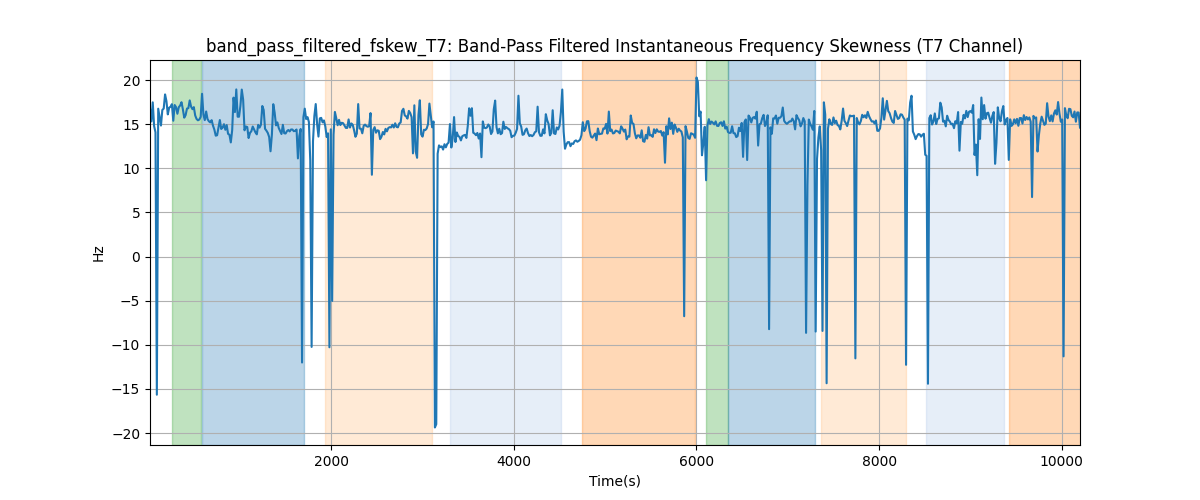 band_pass_filtered_fskew_T7: Band-Pass Filtered Instantaneous Frequency Skewness (T7 Channel)
20
15
10
5
0
−5
−10
−15
−20
Hz
2000 4000 6000 8000 10000
Time(s)